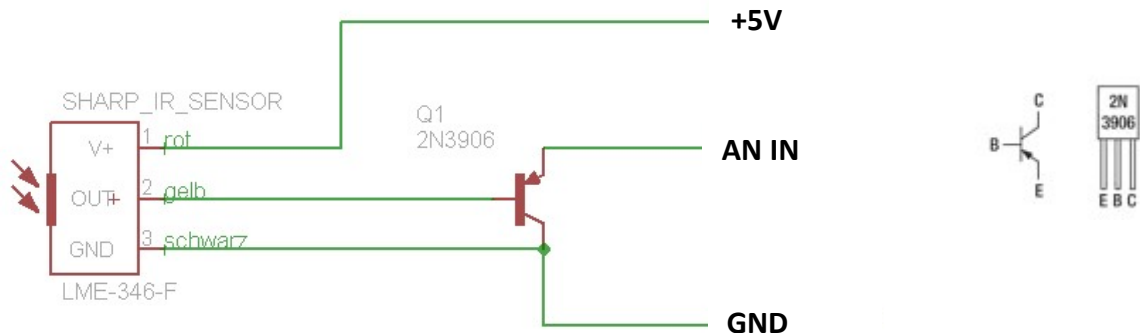 +5V
SHARP_IR_SENSOR
Q1
2N3906
V+
1
rot
AN IN
OUT+
2
gelb
GND
3
schwarz
LME-346-F
GND
C
B
E
2N
3906
E B C